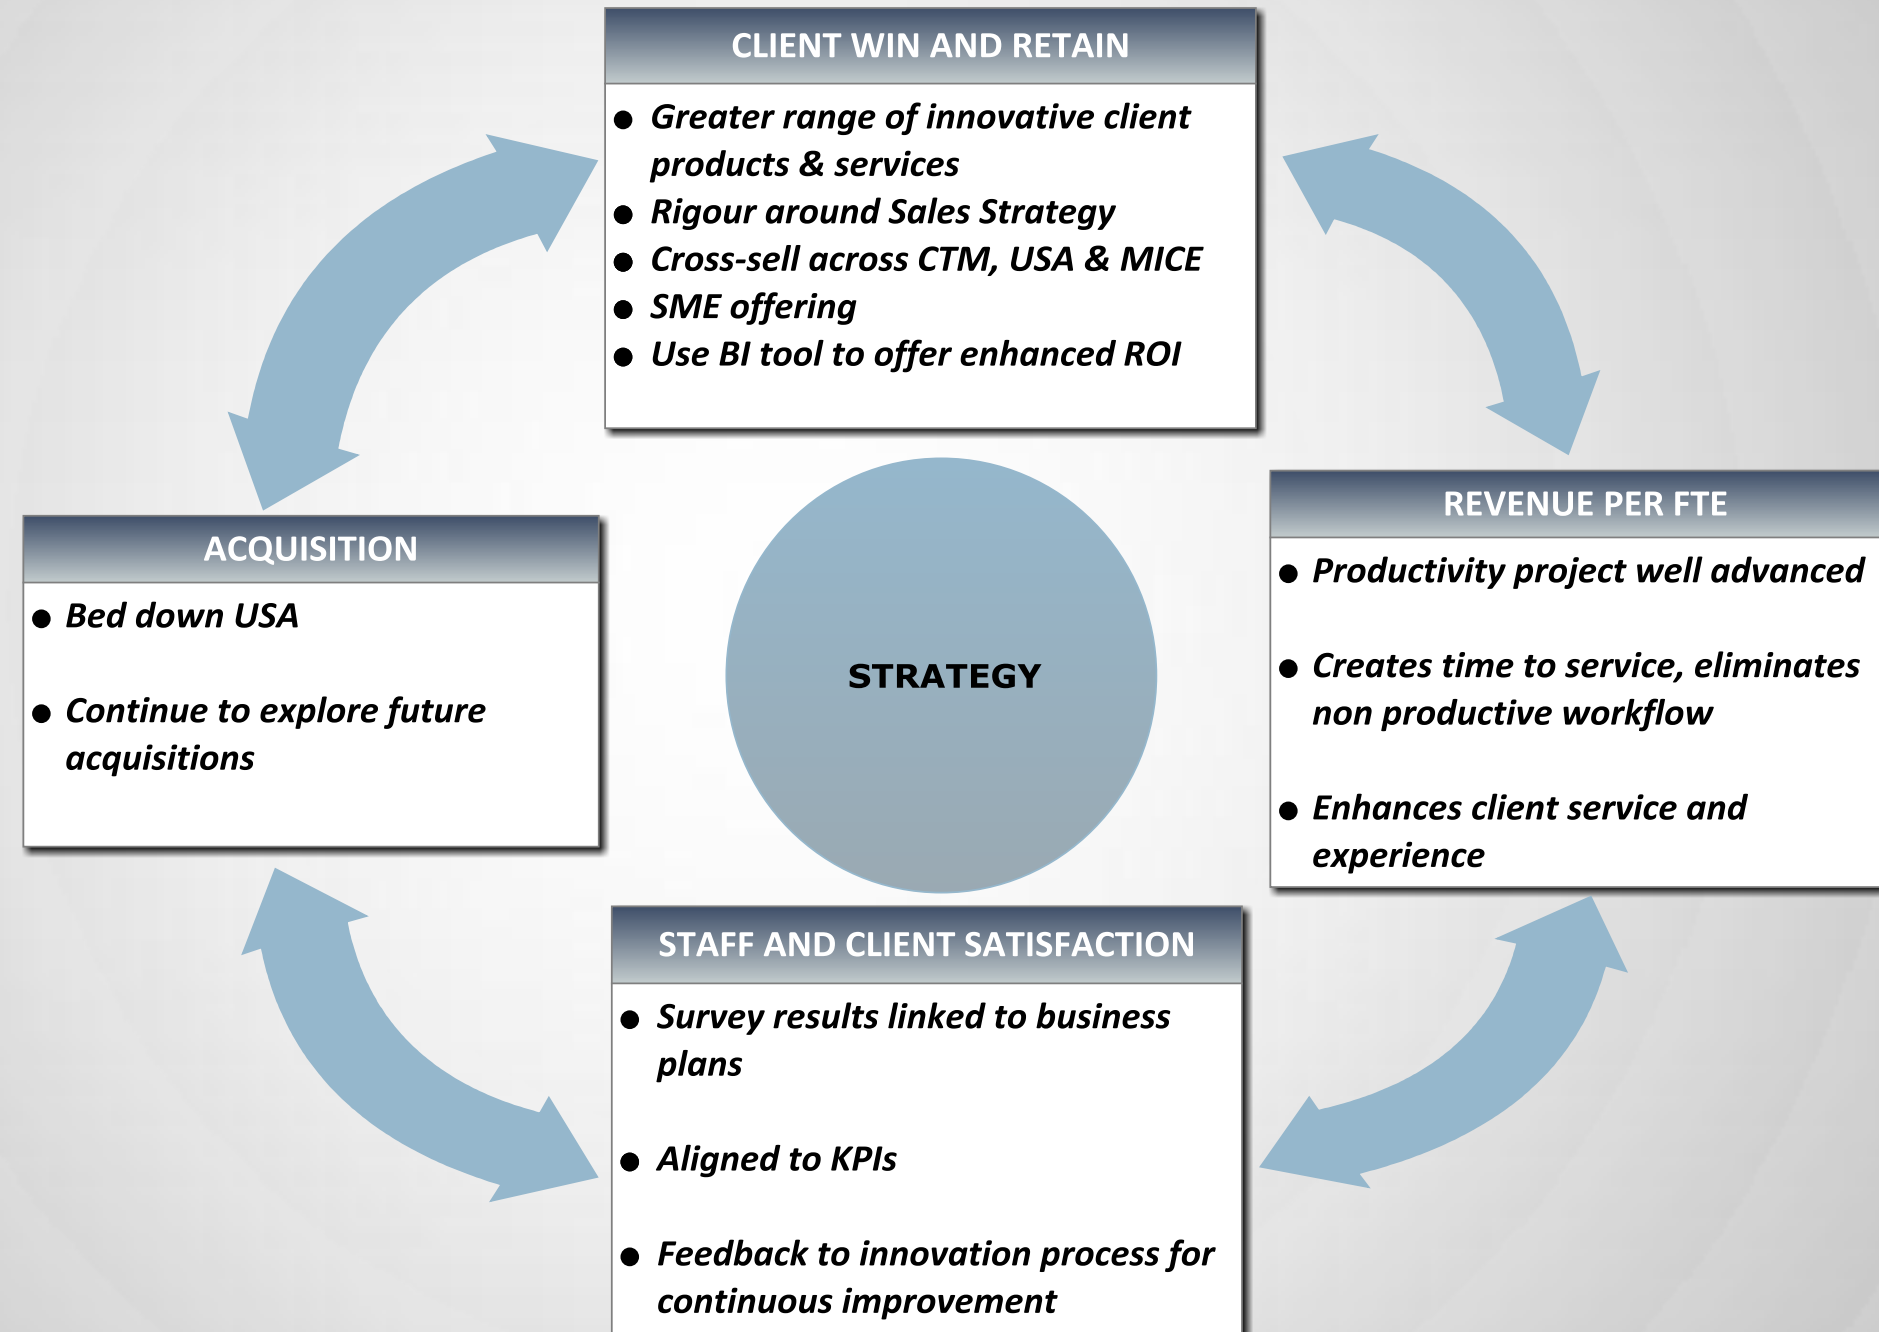 CLIENT WIN AND RETAIN
● Greater range of innovative client
products & services
● Rigour around Sales Strategy
● Cross-sell across CTM, USA & MICE
● SME offering
● Use BI tool to offer enhanced ROI
ACQUISITION
● Bed down USA
● Continue to explore future
acquisitions
STRATEGY
REVENUE PER FTE
● Productivity project well advanced
● Creates time to service, eliminates
non productive workflow
● Enhances client service and
experience
STAFF AND CLIENT SATISFACTION
● Survey results linked to business
plans
● Aligned to KPIs
● Feedback to innovation process for
continuous improvement